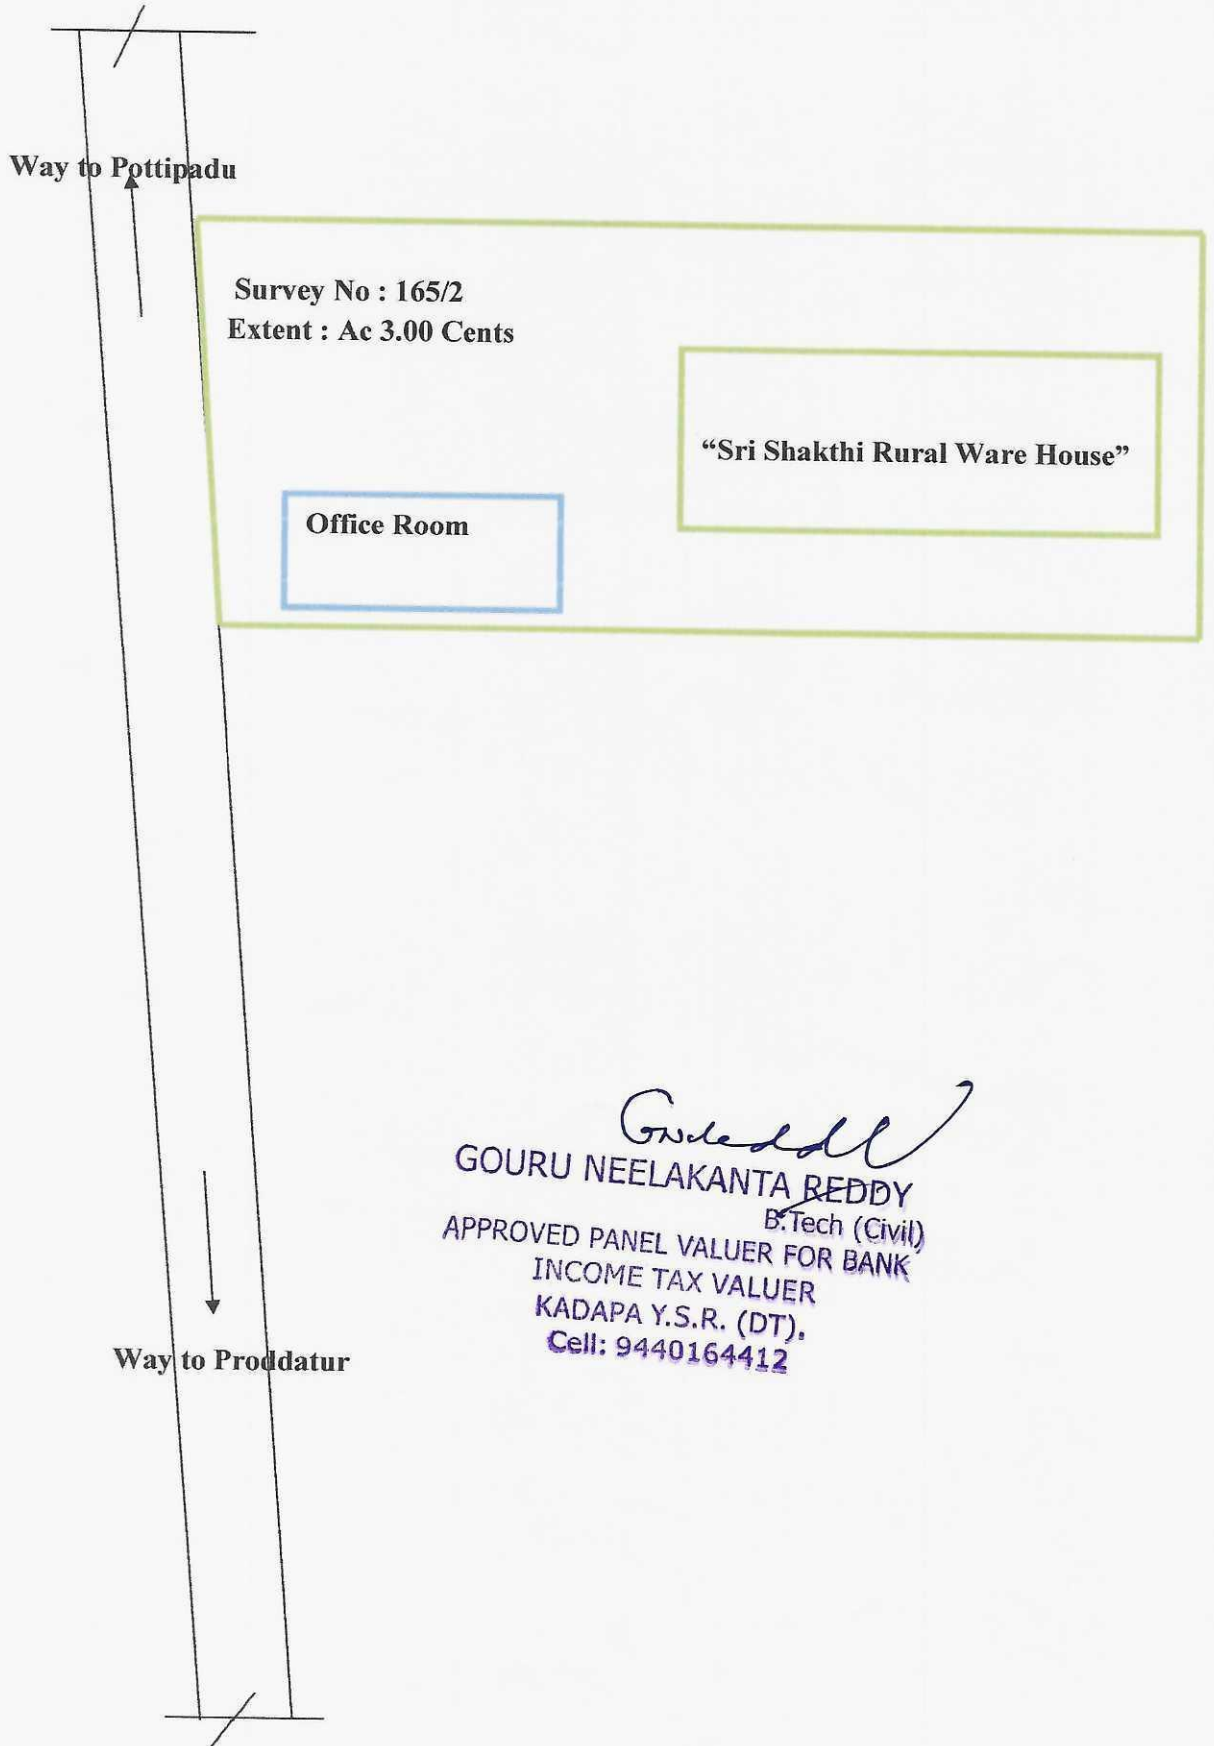 Way to Pottipadu
Survey No : 165/2
Extent : Ac 3.00 Cents
“Sri Shakthi Rural Ware House”
Office Room
GOURU NEELAKANTA REDDY
B.Tech (Civil)
APPROVED PANEL VALUER FOR BANK
INCOME TAX VALUER
KADAPA Y.S.R. (DT).
Cell: 9440164412
Way to Proddatur